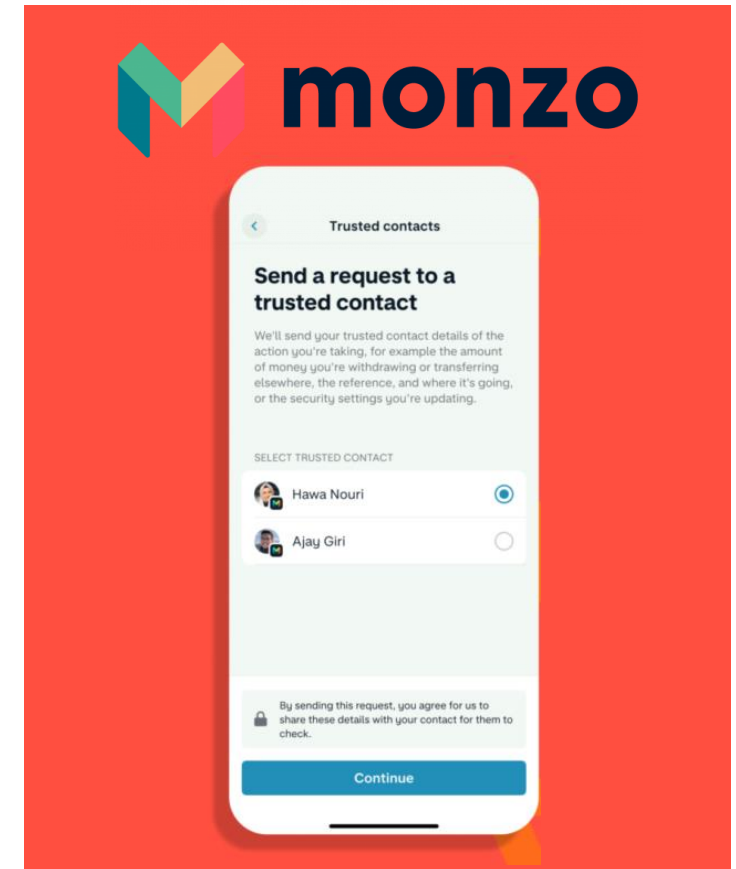 monzo
Trusted contacts
Send a request to a
trusted contact
We'll send your trusted contact details of the
action you're taking, for example the amount
of money you're withdrawing or transferring
elsewhere, the reference, and where it's going,
or the security settings you're updating.
SELECT TRUSTED CONTACT
Hawa Nouri
Ajay Giri
By sending this request, you agree for us to
share these details with your contact for them to
check.
Continue